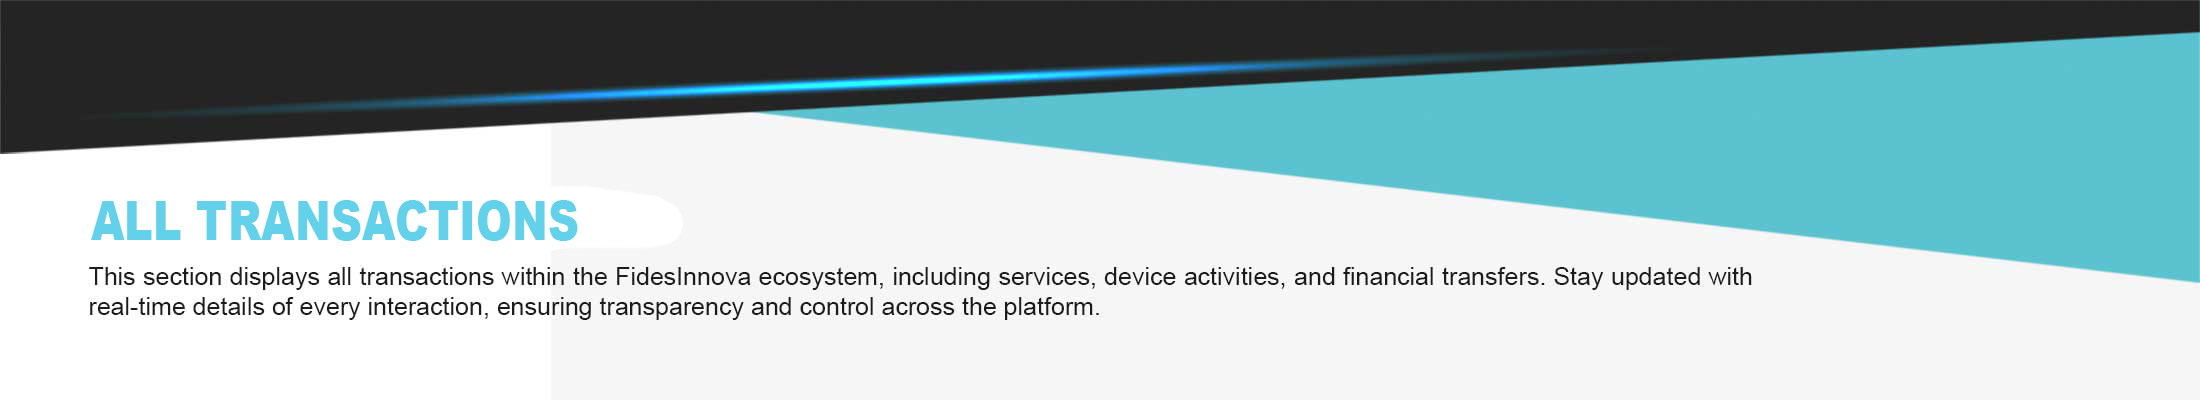 ALL TRANSACTIONS
This section displays all transactions within the FidesInnova ecosystem, including services, device activities, and financial transfers. Stay updated with
real-time details of every interaction, ensuring transparency and control across the platform.